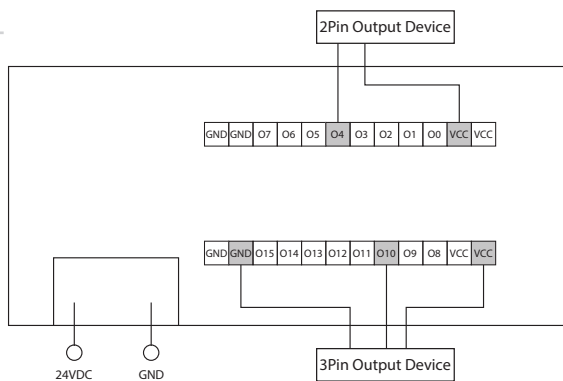 2Pin Output Device
GND GND O7 O6 O5 O4 O3 O2 O1 O0 VCC VCC
GND GND O15 O14 O13 O12 O11 O10 O9 O8 VCC VCC
24VDC GND
3Pin Output Device